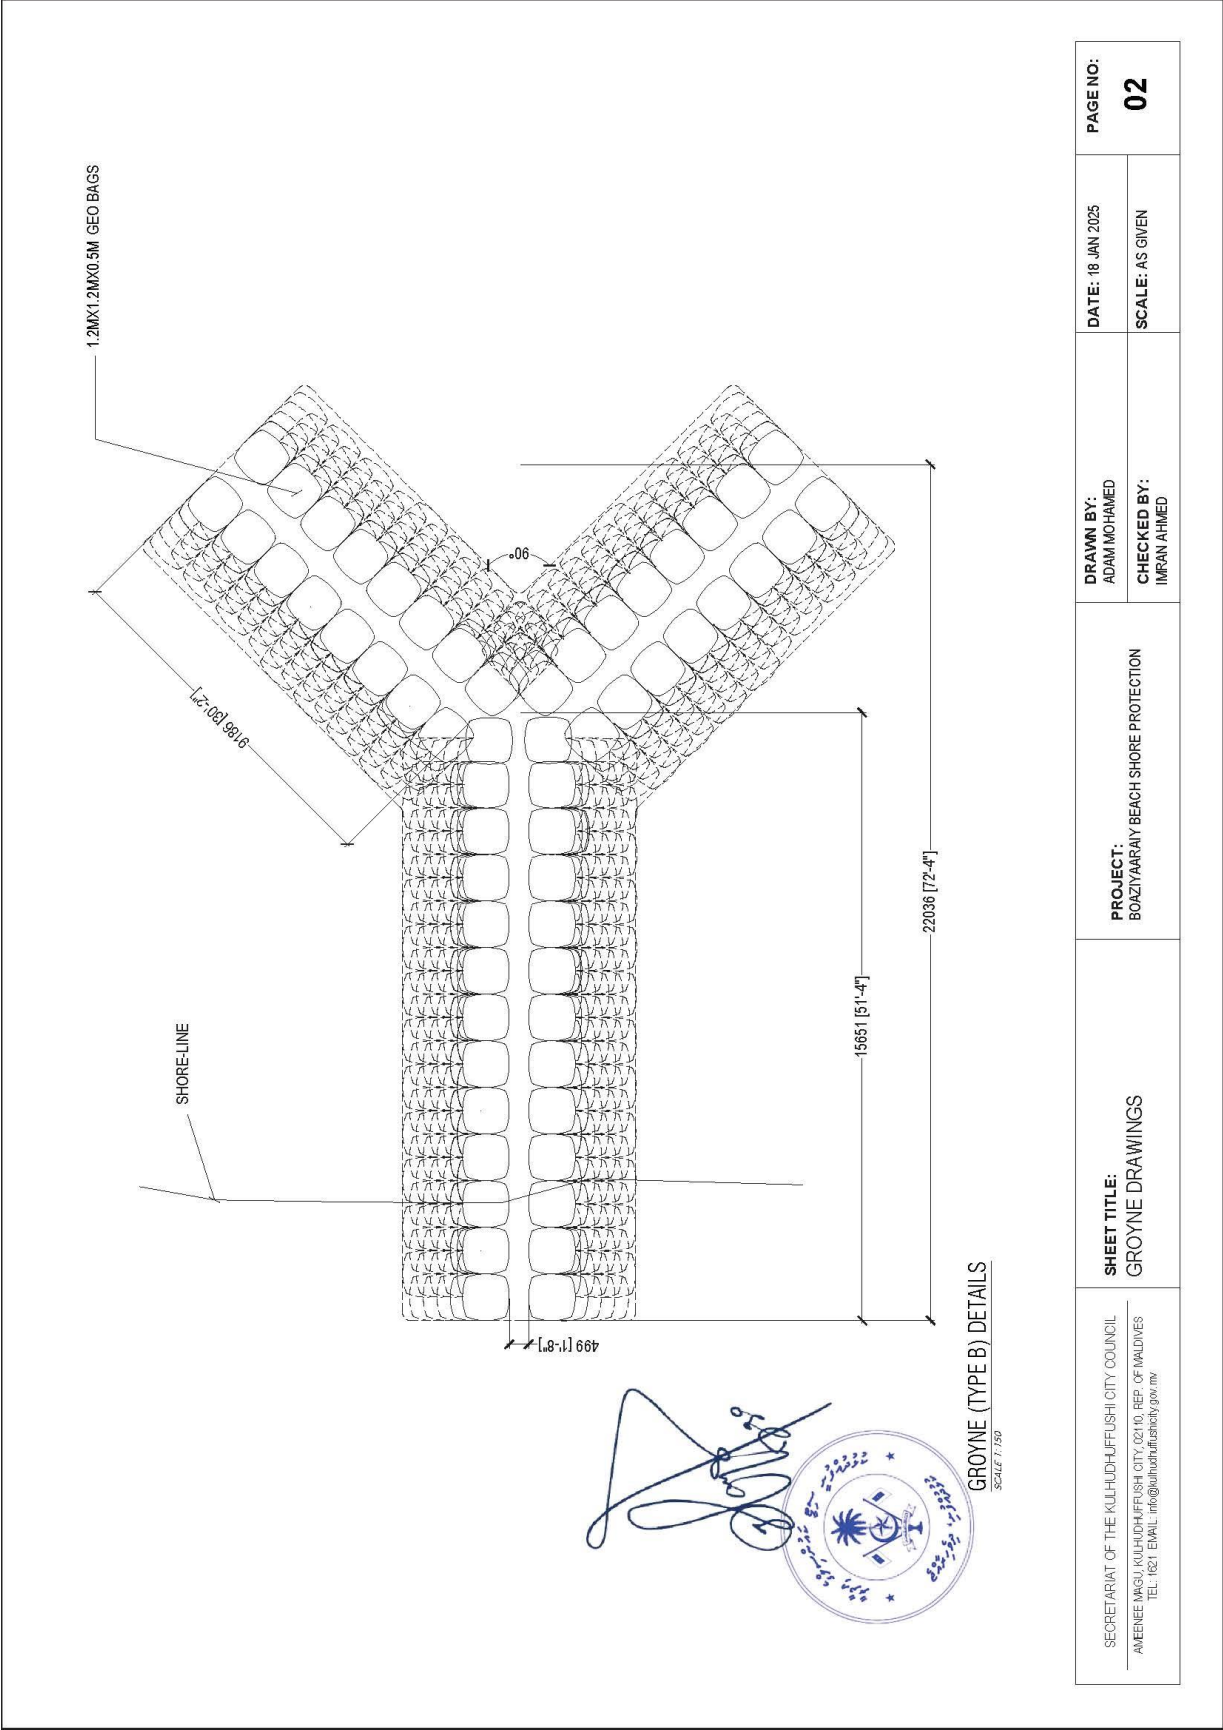 1.2MX1.2MX0.5M GEO BAGS
SHORE-LINE
9186 [30'-2"]
90°
15651 [51'-4"]
22036 [72'-4"]
499 [1'-8"]
GROYNE (TYPE B) DETAILS
SCALE 1:150
SECRETARIAT OF THE KULHUDHUFFUSHI CITY COUNCIL
AMEENEE MAGU, KULHUDHUFFUSHI CITY, 02110, REP. OF MALDIVES
TEL: 1621 EMAIL: info@kulhudhuffushicity.gov.mv
SHEET TITLE:
GROYNE DRAWINGS
PROJECT:
BOAZIYAARAIY BEACH SHORE PROTECTION
DRAWN BY:
ADAM MOHAMED
CHECKED BY:
IMRAN AHMED
DATE: 18 JAN 2025
SCALE: AS GIVEN
PAGE NO:
02